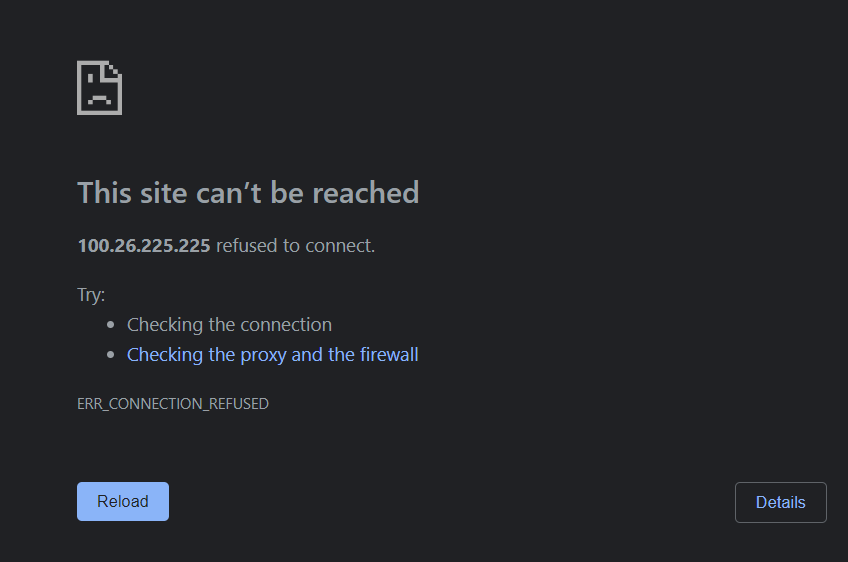 This site can’t be reached
100.26.225.225 refused to connect.
Try:
• Checking the connection
• Checking the proxy and the firewall
ERR_CONNECTION_REFUSED
Reload
Details